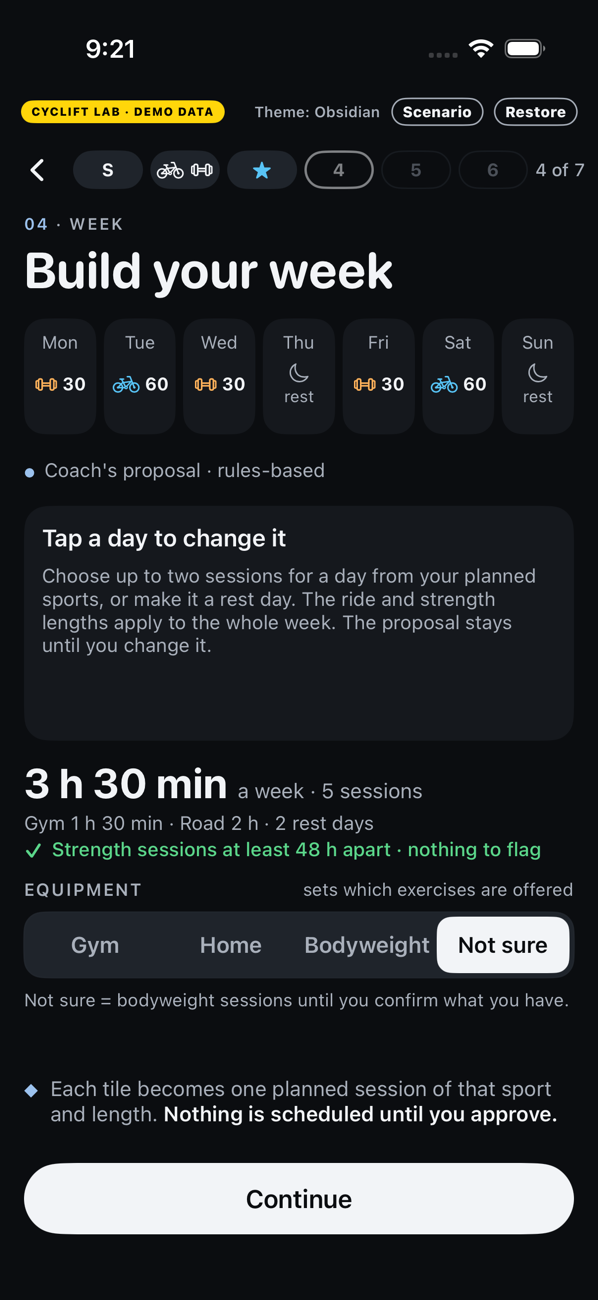 9:21
CYCLIFT LAB · DEMO DATA Theme: Obsidian Scenario Restore
S 4 5 6 4 of 7
04 · WEEK
Build your week
Mon Tue Wed Thu Fri Sat Sun
30 60 30 rest 30 60 rest
Coach's proposal · rules-based
Tap a day to change it
Choose up to two sessions for a day from your planned
sports, or make it a rest day. The ride and strength
lengths apply to the whole week. The proposal stays
until you change it.
3 h 30 min a week · 5 sessions
Gym 1 h 30 min · Road 2 h · 2 rest days
Strength sessions at least 48 h apart · nothing to flag
EQUIPMENT sets which exercises are offered
Gym Home Bodyweight Not sure
Not sure = bodyweight sessions until you confirm what you have.
Each tile becomes one planned session of that sport
and length. Nothing is scheduled until you approve.
Continue